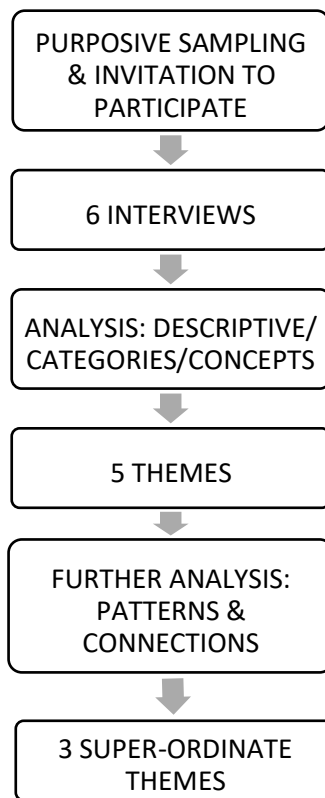 PURPOSIVE SAMPLING
& INVITATION TO
PARTICIPATE
6 INTERVIEWS
ANALYSIS: DESCRIPTIVE/
CATEGORIES/CONCEPTS
5 THEMES
FURTHER ANALYSIS:
PATTERNS &
CONNECTIONS
3 SUPER-ORDINATE
THEMES